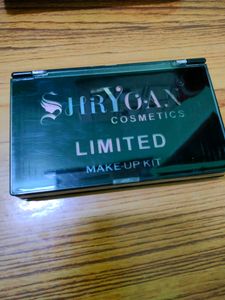 SHRYOAN
COSMETICS
LIMITED
MAKE-UP KIT